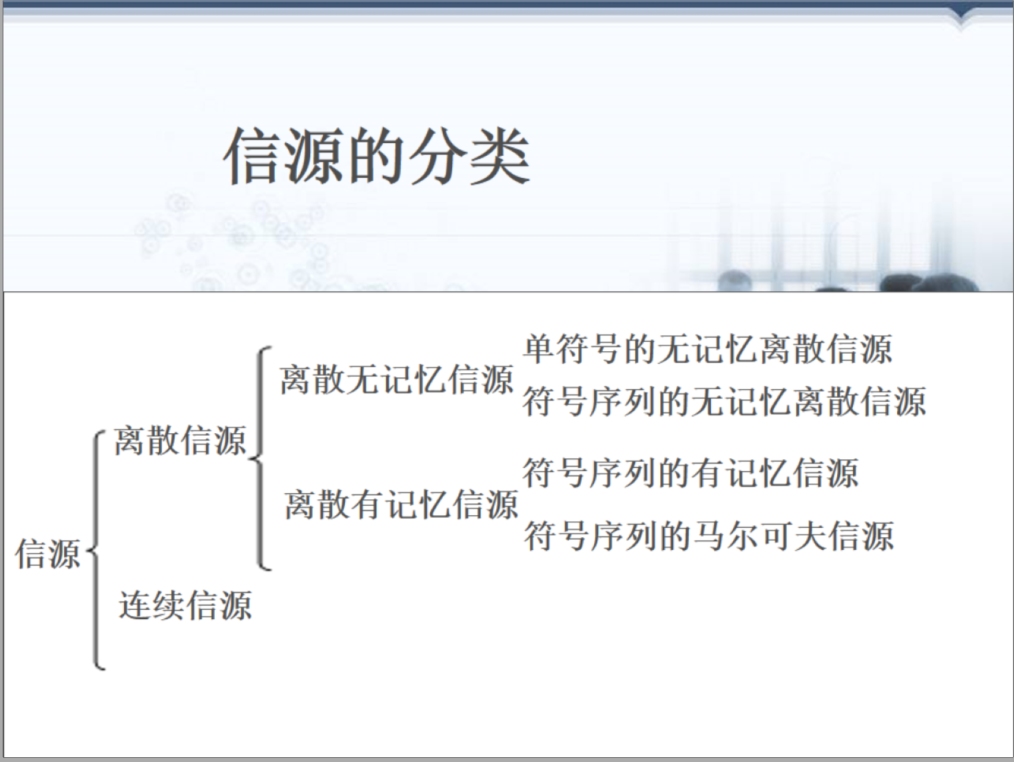 信源的分类
单符号的无记忆离散信源
离散无记忆信源
符号序列的无记忆离散信源
离散信源
符号序列的有记忆信源
离散有记忆信源
符号序列的马尔可夫信源
信源
连续信源